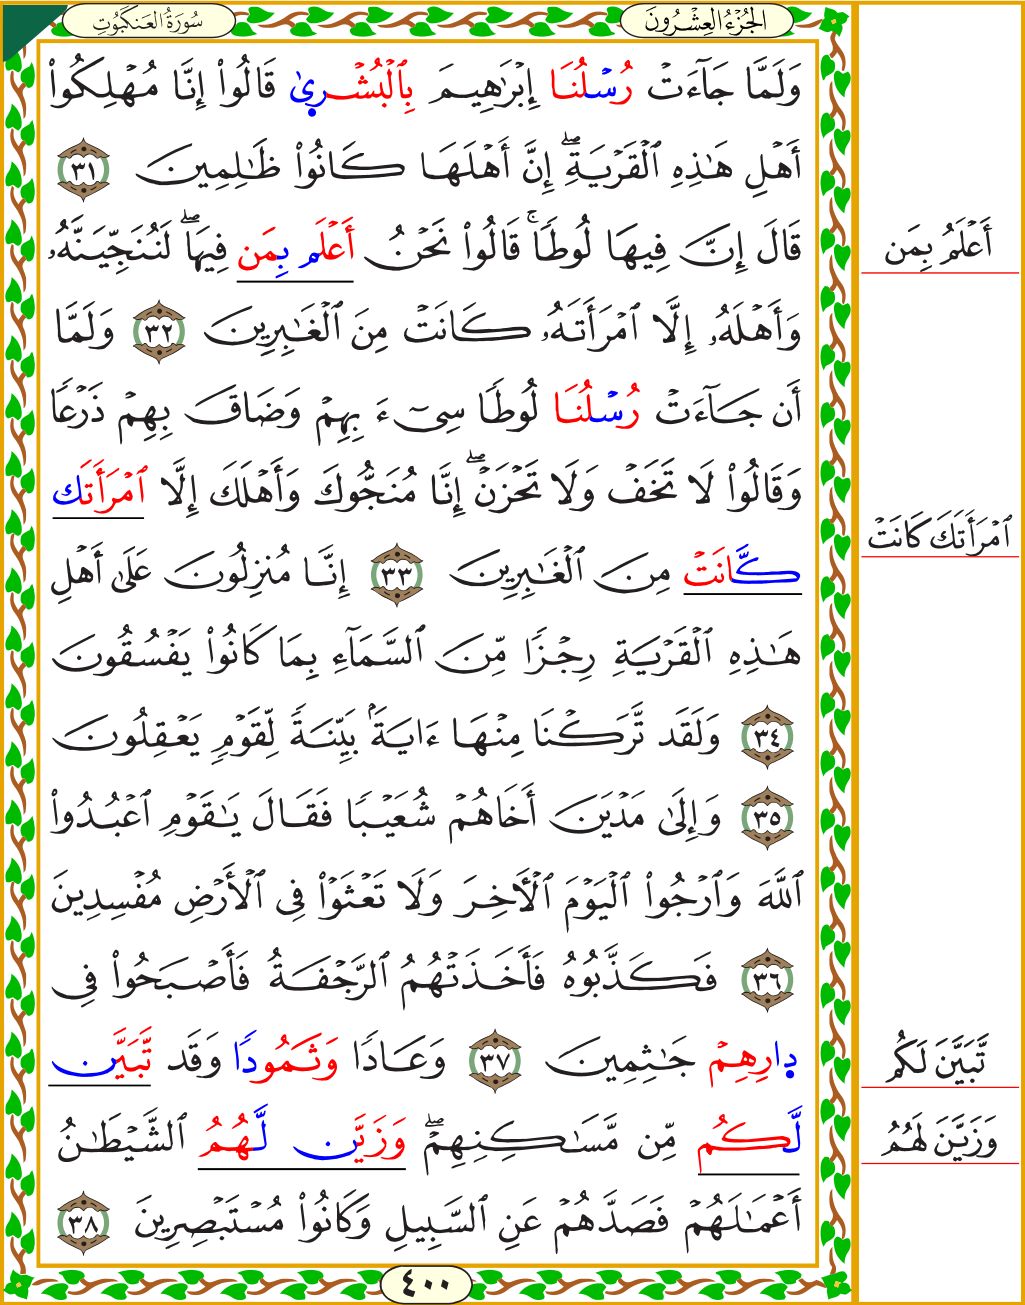 سُورَةُ العَنكَبُوتِ
الجُزْءُ العِشْرُونَ
وَلَمَّا جَآءَتْ رُسْلُنَا إِبْرَٰهِيمَ بِٱلْبُشْرىٰ قَالُوٓا۟ إِنَّا مُهْلِكُوٓا۟
أَهْلِ هَٰذِهِ ٱلْقَرْيَةِۖ إِنَّ أَهْلَهَا كَانُوا۟ ظَٰلِمِينَ ٣١
قَالَ إِنَّ فِيهَا لُوطًاۚ قَالُوا۟ نَحْنُ أَعْلَم بِمَن فِيهَاۖ لَنُنَجِّيَنَّهُۥ
وَأَهْلَهُۥ إِلَّا ٱمْرَأَتَهُۥ كَانَتْ مِنَ ٱلْغَٰبِرِينَ ٣٢ وَلَمَّا
أَن جَآءَتْ رُسْلُنَا لُوطًا سِىٓءَ بِهِمْ وَضَاقَ بِهِمْ ذَرْعًا
وَقَالُوا۟ لَا تَخَفْ وَلَا تَحْزَنْۖ إِنَّا مُنَجُّوكَ وَأَهْلَكَ إِلَّا ٱمْرَأَتَك
كَّانَتْ مِنَ ٱلْغَٰبِرِينَ ٣٣ إِنَّا مُنزِلُونَ عَلَىٰ أَهْلِ
هَٰذِهِ ٱلْقَرْيَةِ رِجْزًا مِّنَ ٱلسَّمَآءِ بِمَا كَانُوا۟ يَفْسُقُونَ
٣٤ وَلَقَد تَّرَكْنَا مِنْهَآ ءَايَةًۢ بَيِّنَةً لِّقَوْمٍ يَعْقِلُونَ
٣٥ وَإِلَىٰ مَدْيَنَ أَخَاهُمْ شُعَيْبًا فَقَالَ يَٰقَوْمِ ٱعْبُدُوا۟
ٱللَّهَ وَٱرْجُوا۟ ٱلْيَوْمَ ٱلْءَاخِرَ وَلَا تَعْثَوْا۟ فِى ٱلْأَرْضِ مُفْسِدِينَ
٣٦ فَكَذَّبُوهُ فَأَخَذَتْهُمُ ٱلرَّجْفَةُ فَأَصْبَحُوا۟ فِى
دِارِهِمْ جَٰثِمِينَ ٣٧ وَعَادًا وَثَمُودًا وَقَد تَّبَيَّن
لَّكُم مِّن مَّسَٰكِنِهِمْۖ وَزَيَّن لَّهُمُ ٱلشَّيْطَٰنُ
أَعْمَٰلَهُمْ فَصَدَّهُمْ عَنِ ٱلسَّبِيلِ وَكَانُوا۟ مُسْتَبْصِرِينَ ٣٨
٤٠٠
أَعْلَمُ بِمَن
ٱمْرَأَتَكَ كَانَتْ
تَّبَيَّنَ لَكُم
وَزَيَّنَ لَهُمُ